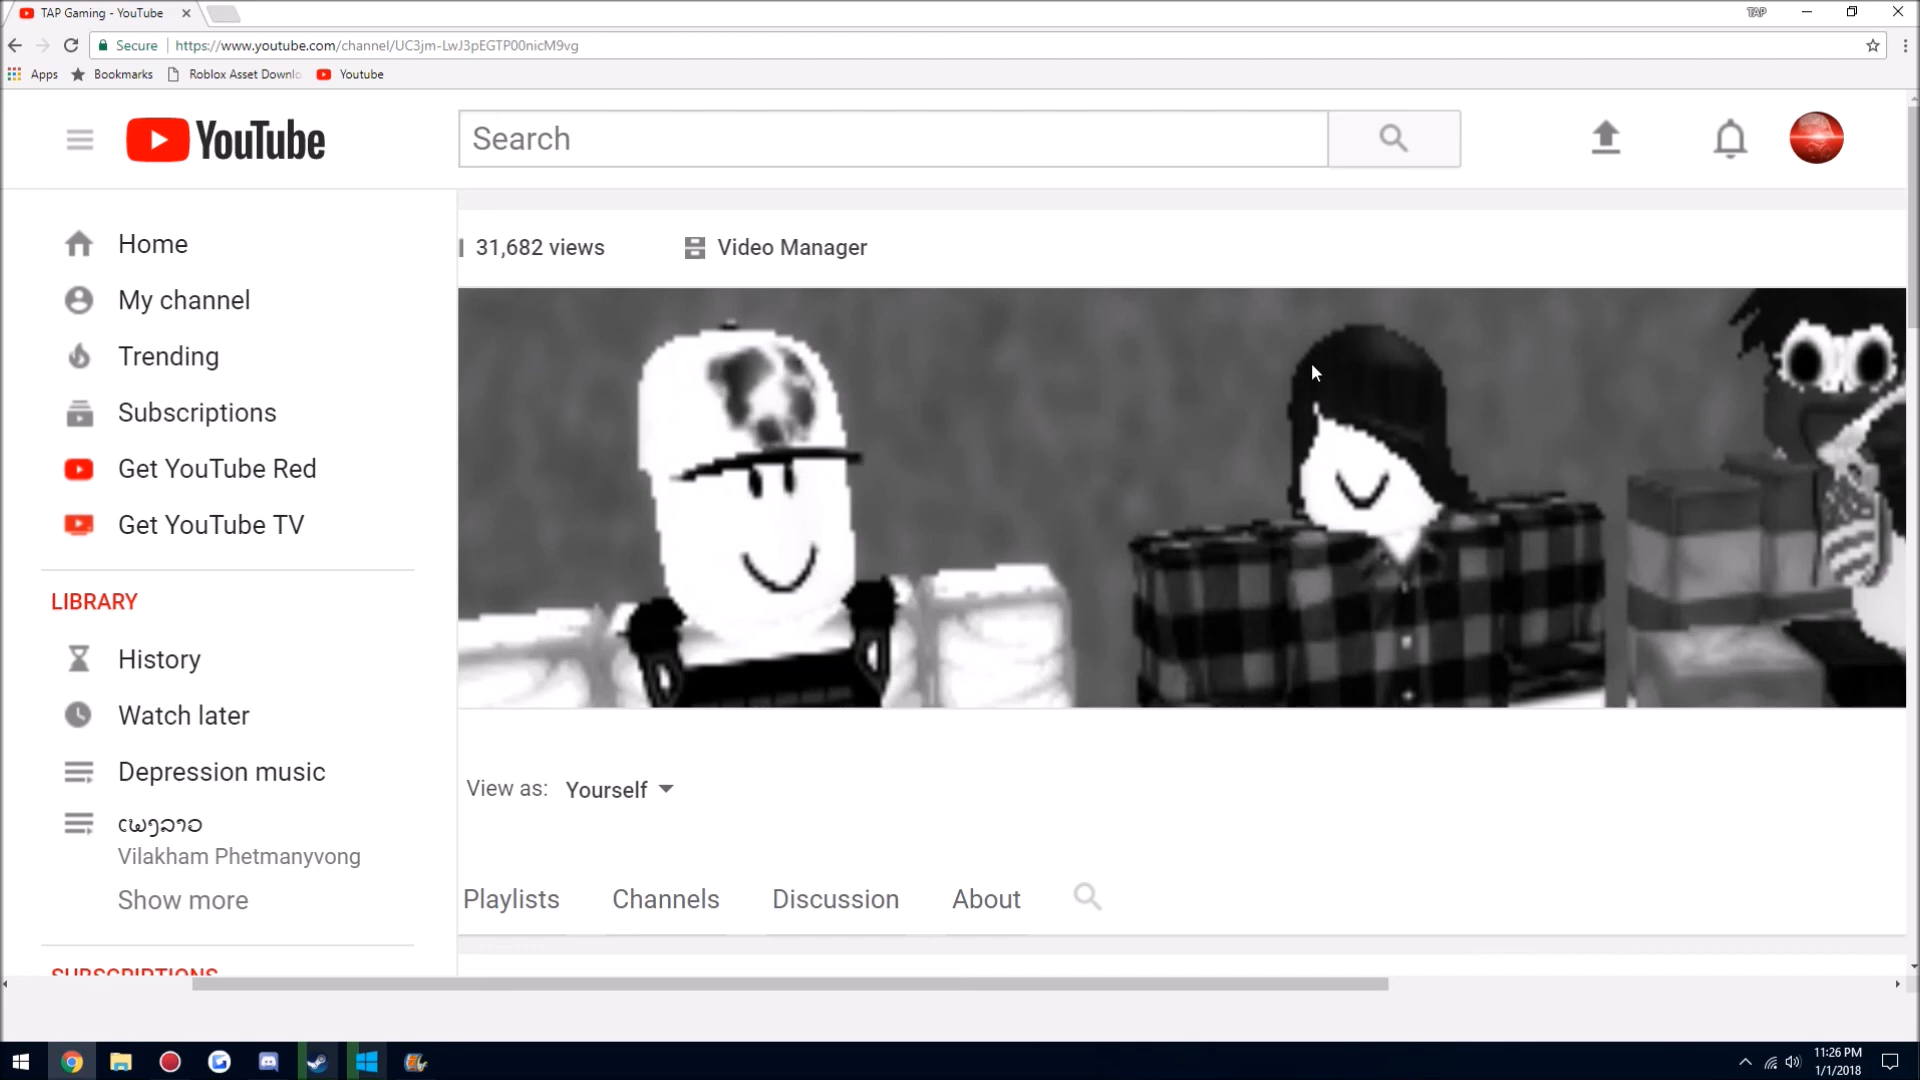 TAP Gaming - YouTube
TAP
Secure
https://www.youtube.com/channel/UC3jm-LwJ3pEGTP00nicM9vg
Apps
Bookmarks
Roblox Asset Downlo
Youtube
YouTube
Search
Home
My channel
Trending
Subscriptions
Get YouTube Red
Get YouTube TV
LIBRARY
History
Watch later
Depression music
ເພງລາວ
Vilakham Phetmanyvong
Show more
SUBSCRIPTIONS
31,682 views
Video Manager
View as:
Yourself
Playlists
Channels
Discussion
About
11:26 PM
1/1/2018